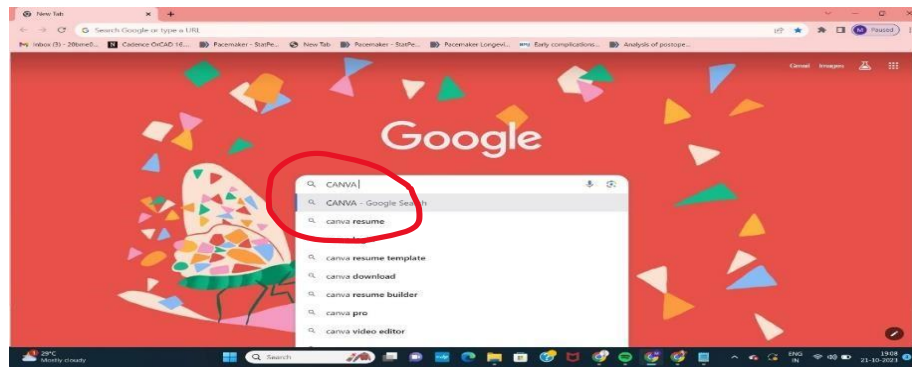 New Tab
Search Google or type a URL
Paused
Inbox (3) - 20bme0...
Cadence OrCAD 16....
Pacemaker - StatPe...
New Tab
Pacemaker - StatPe...
Pacemaker Longevi...
Early complications...
Analysis of postope...
Gmail Images
Google
CANVA
CANVA - Google Search
canva resume
canva resume template
canva download
canva resume builder
canva pro
canva video editor
29°C
Mostly cloudy
Search
ENG
IN
19:08
21-10-2023